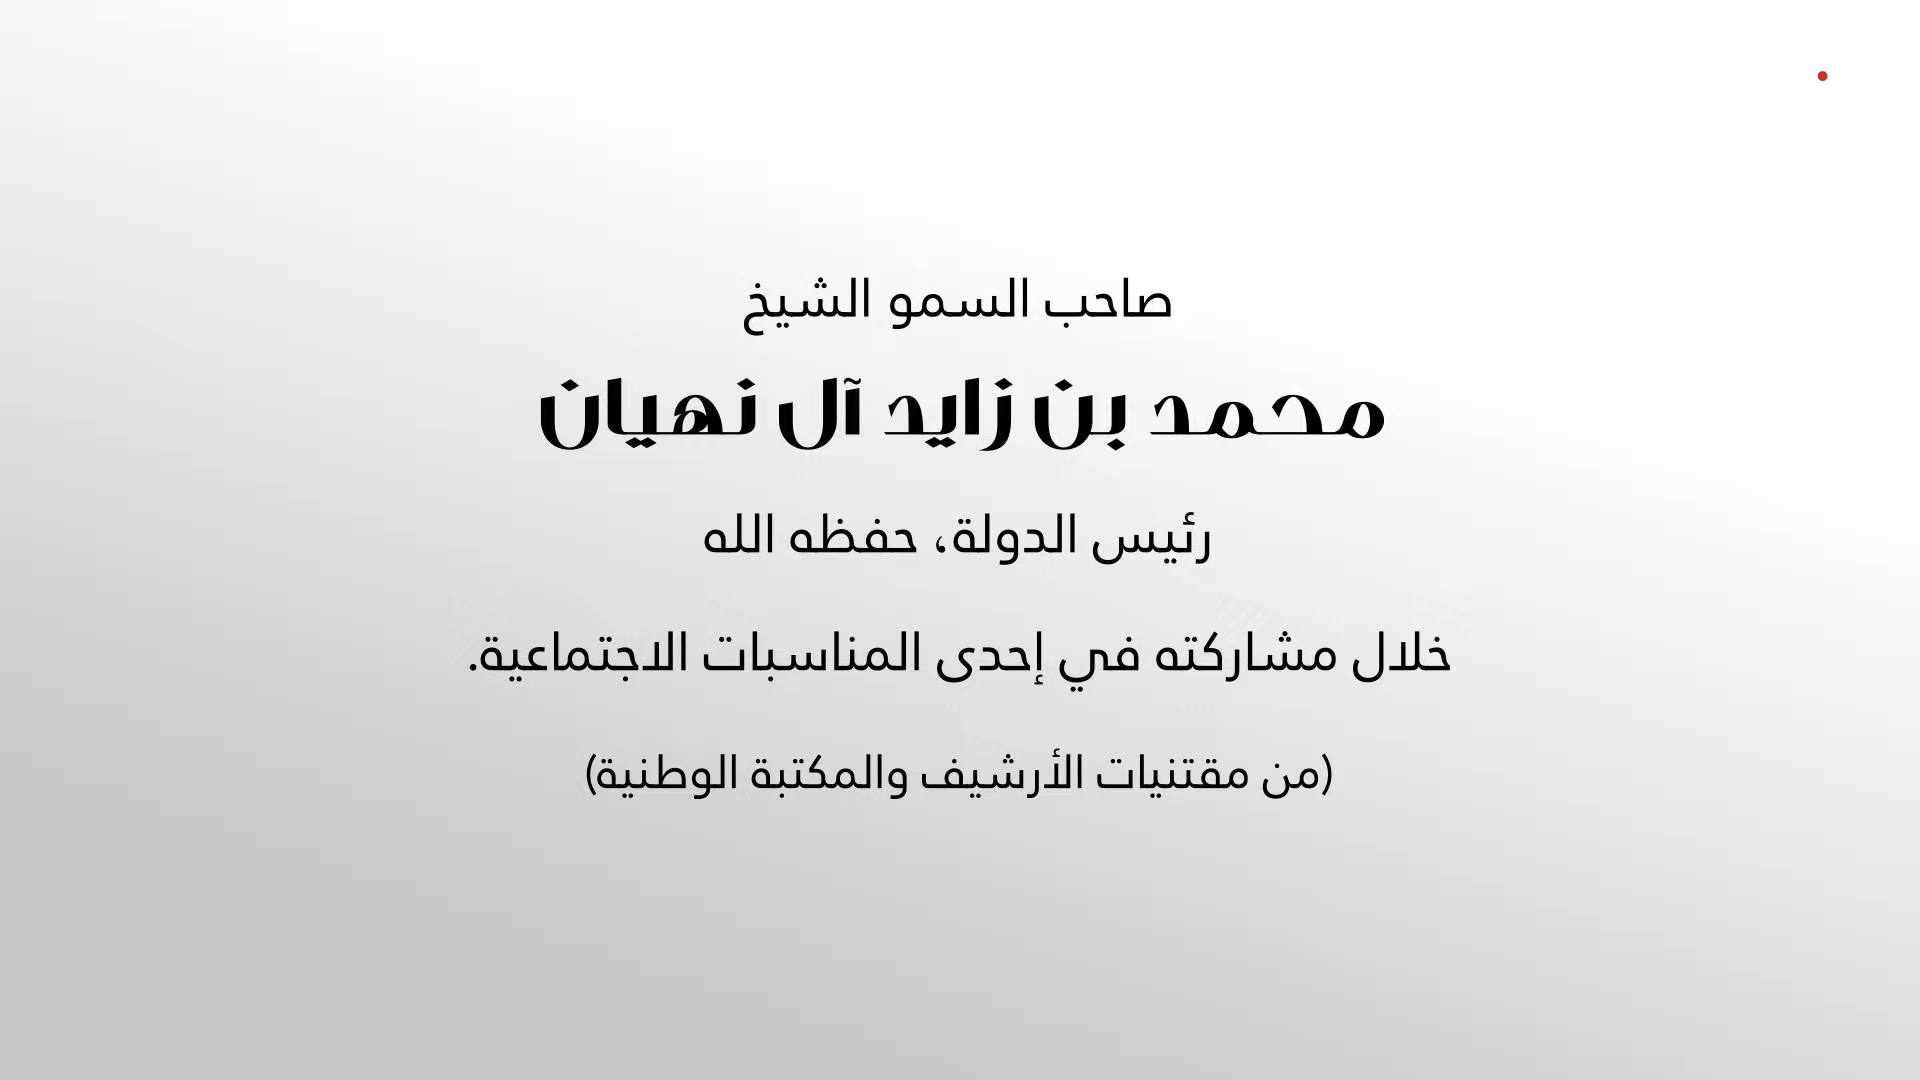 صاحب السمو الشيخ
محمد بن زايد آل نهيان
رئيس الدولة، حفظه الله
خلال مشاركته في إحدى المناسبات الاجتماعية.
(من مقتنيات الأرشيف والمكتبة الوطنية)